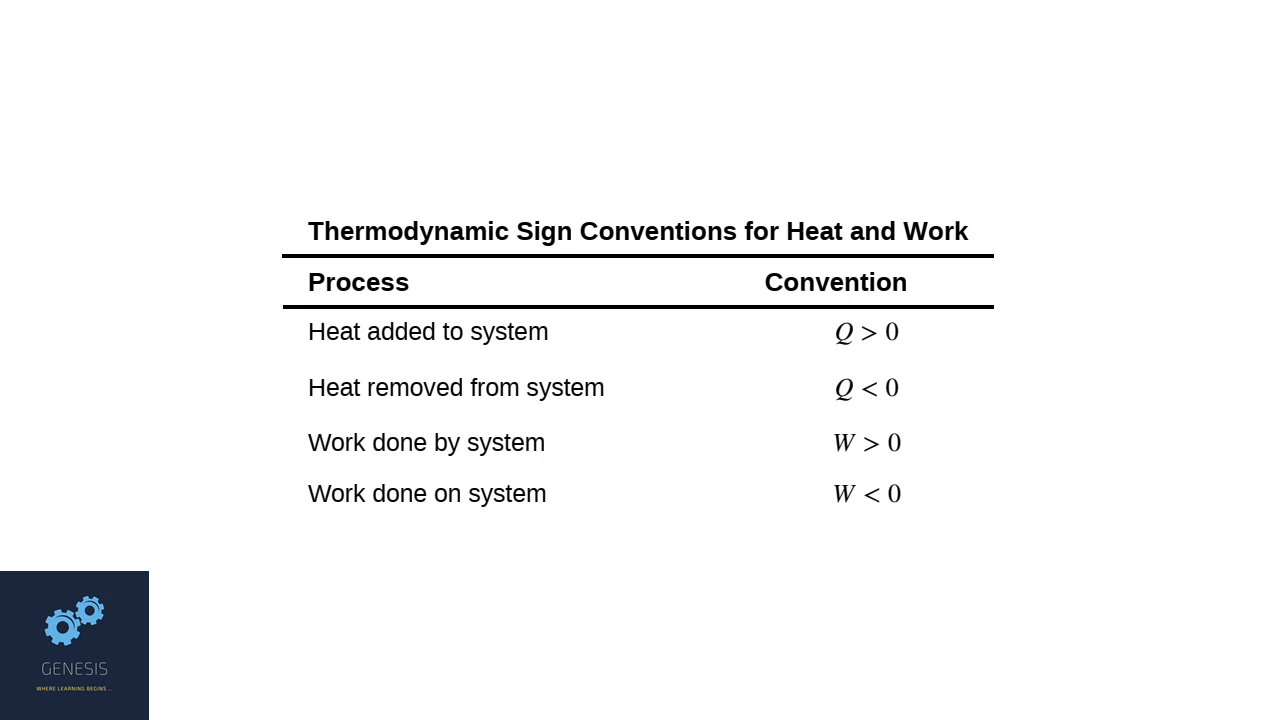 Thermodynamic Sign Conventions for Heat and Work
Process Convention
Heat added to system Q > 0
Heat removed from system Q < 0
Work done by system W > 0
Work done on system W < 0
GENESIS
WHERE LEARNING BEGINS ...